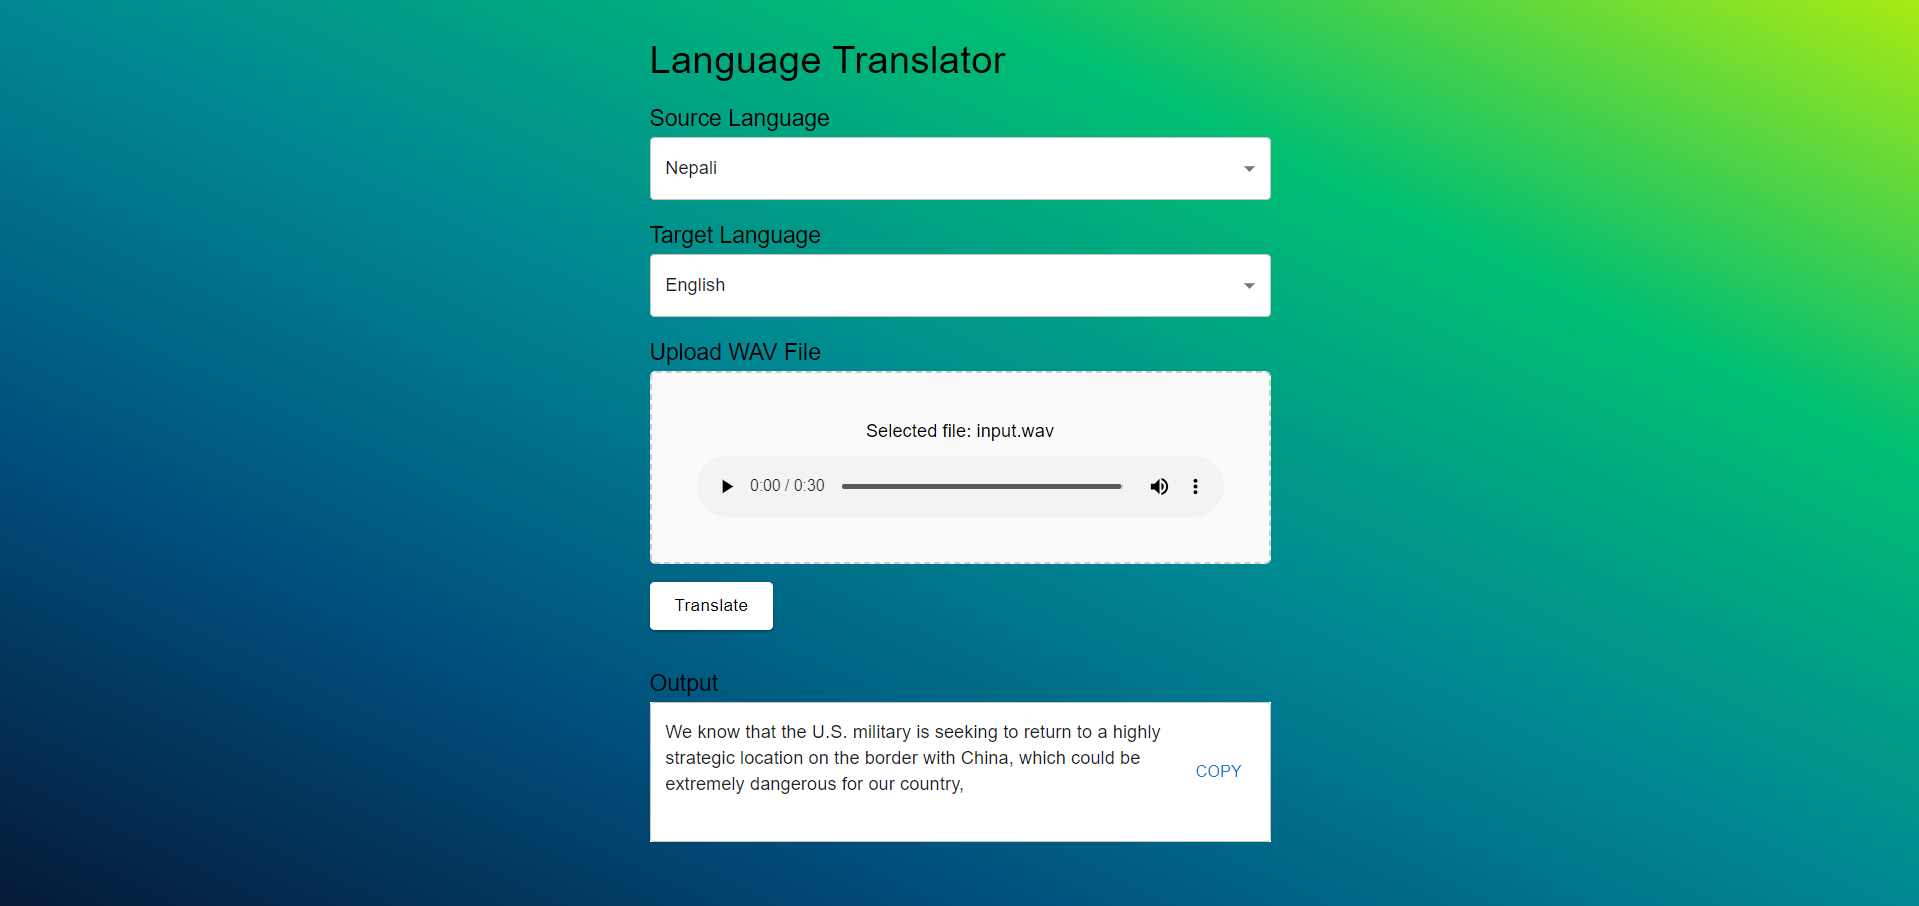 Language Translator
Source Language
Nepali
Target Language
English
Upload WAV File
Selected file: input.wav
0:00 / 0:30
Translate
Output
We know that the U.S. military is seeking to return to a highly
strategic location on the border with China, which could be
extremely dangerous for our country,
COPY